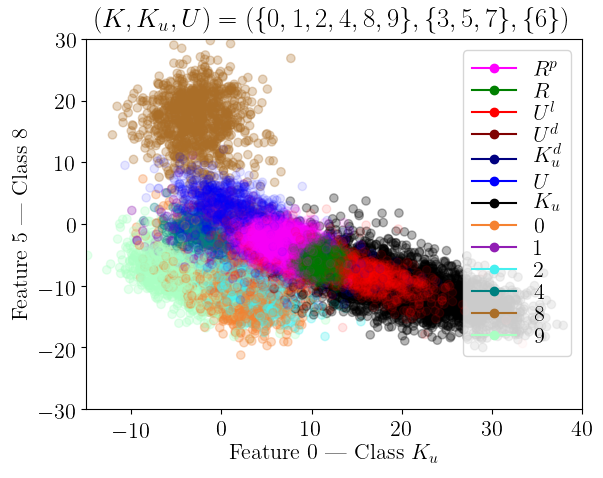 (K, K_u, U) = ({0, 1, 2, 4, 8, 9}, {3, 5, 7}, {6})
30
20
10
0
−10
−20
−30
Feature 5 — Class 8
R^p
R
U^l
U^d
K_u^d
U
K_u
0
1
2
4
8
9
−10
0
10
20
30
40
Feature 0 — Class K_u